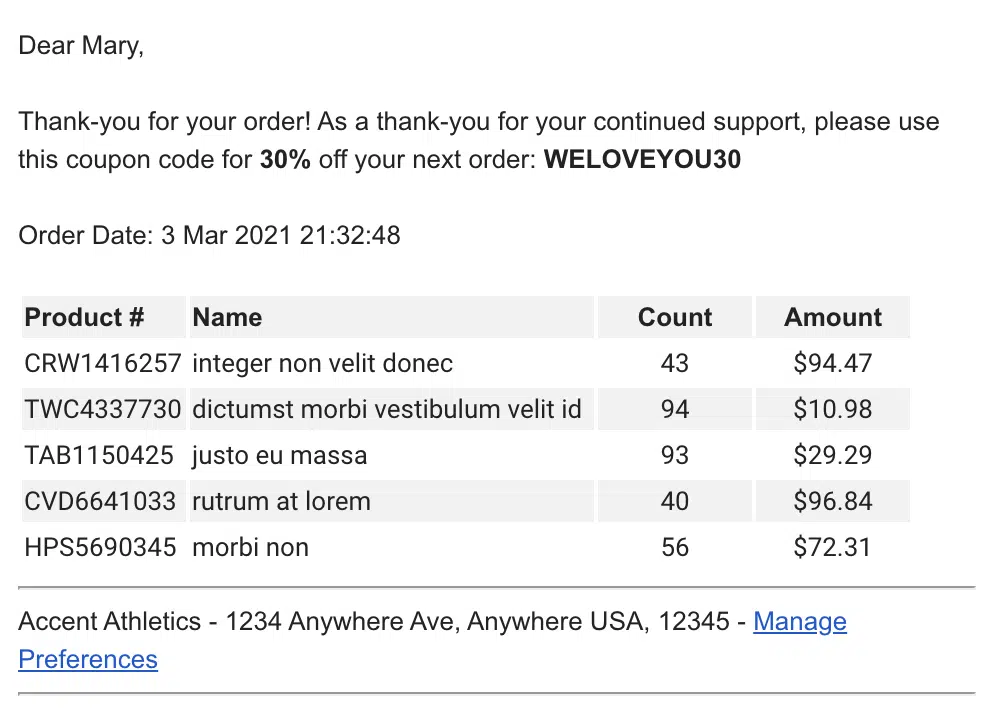 Dear Mary,
Thank-you for your order! As a thank-you for your continued support, please use
this coupon code for 30% off your next order: WELOVEYOU30
Order Date: 3 Mar 2021 21:32:48
Product # Name Count Amount
CRW1416257 integer non velit donec 43 $94.47
TWC4337730 dictumst morbi vestibulum velit id 94 $10.98
TAB1150425 justo eu massa 93 $29.29
CVD6641033 rutrum at lorem 40 $96.84
HPS5690345 morbi non 56 $72.31
Accent Athletics - 1234 Anywhere Ave, Anywhere USA, 12345 - Manage
Preferences